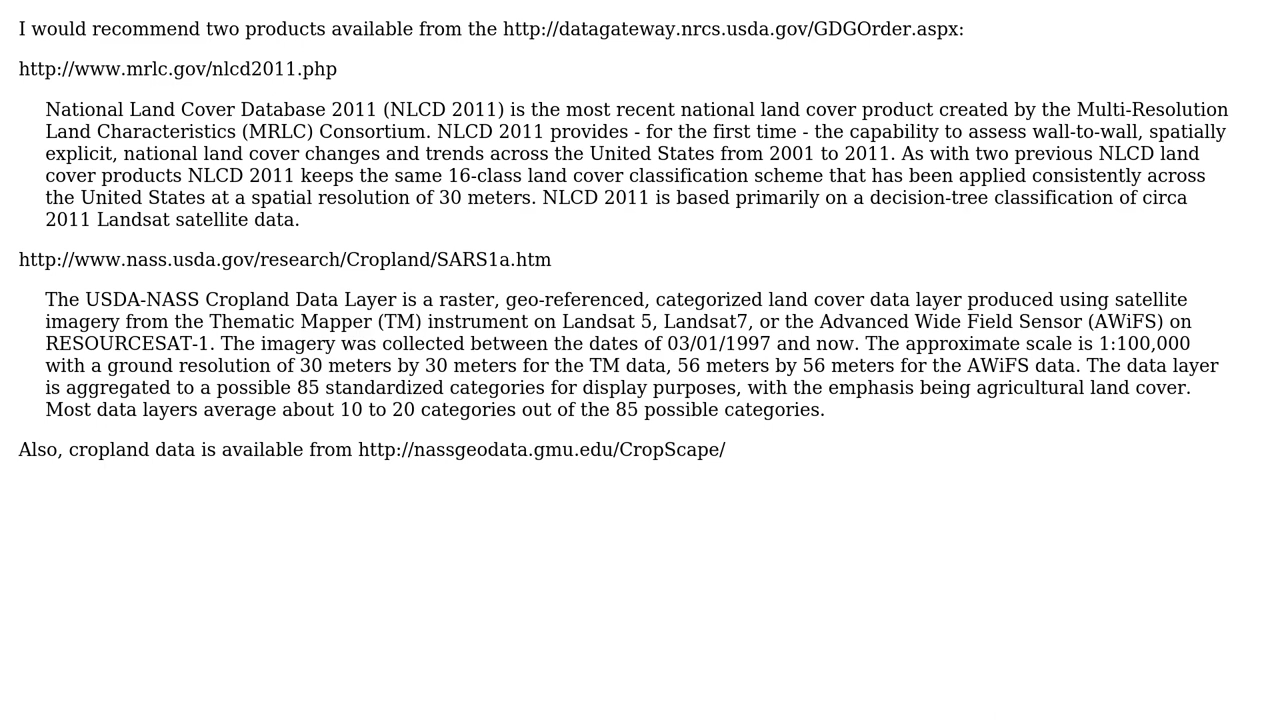 I would recommend two products available from the http://datagateway.nrcs.usda.gov/GDGOrder.aspx:
http://www.mrlc.gov/nlcd2011.php
National Land Cover Database 2011 (NLCD 2011) is the most recent national land cover product created by the Multi-Resolution
Land Characteristics (MRLC) Consortium. NLCD 2011 provides - for the first time - the capability to assess wall-to-wall, spatially
explicit, national land cover changes and trends across the United States from 2001 to 2011. As with two previous NLCD land
cover products NLCD 2011 keeps the same 16-class land cover classification scheme that has been applied consistently across
the United States at a spatial resolution of 30 meters. NLCD 2011 is based primarily on a decision-tree classification of circa
2011 Landsat satellite data.
http://www.nass.usda.gov/research/Cropland/SARS1a.htm
The USDA-NASS Cropland Data Layer is a raster, geo-referenced, categorized land cover data layer produced using satellite
imagery from the Thematic Mapper (TM) instrument on Landsat 5, Landsat7, or the Advanced Wide Field Sensor (AWiFS) on
RESOURCESAT-1. The imagery was collected between the dates of 03/01/1997 and now. The approximate scale is 1:100,000
with a ground resolution of 30 meters by 30 meters for the TM data, 56 meters by 56 meters for the AWiFS data. The data layer
is aggregated to a possible 85 standardized categories for display purposes, with the emphasis being agricultural land cover.
Most data layers average about 10 to 20 categories out of the 85 possible categories.
Also, cropland data is available from http://nassgeodata.gmu.edu/CropScape/